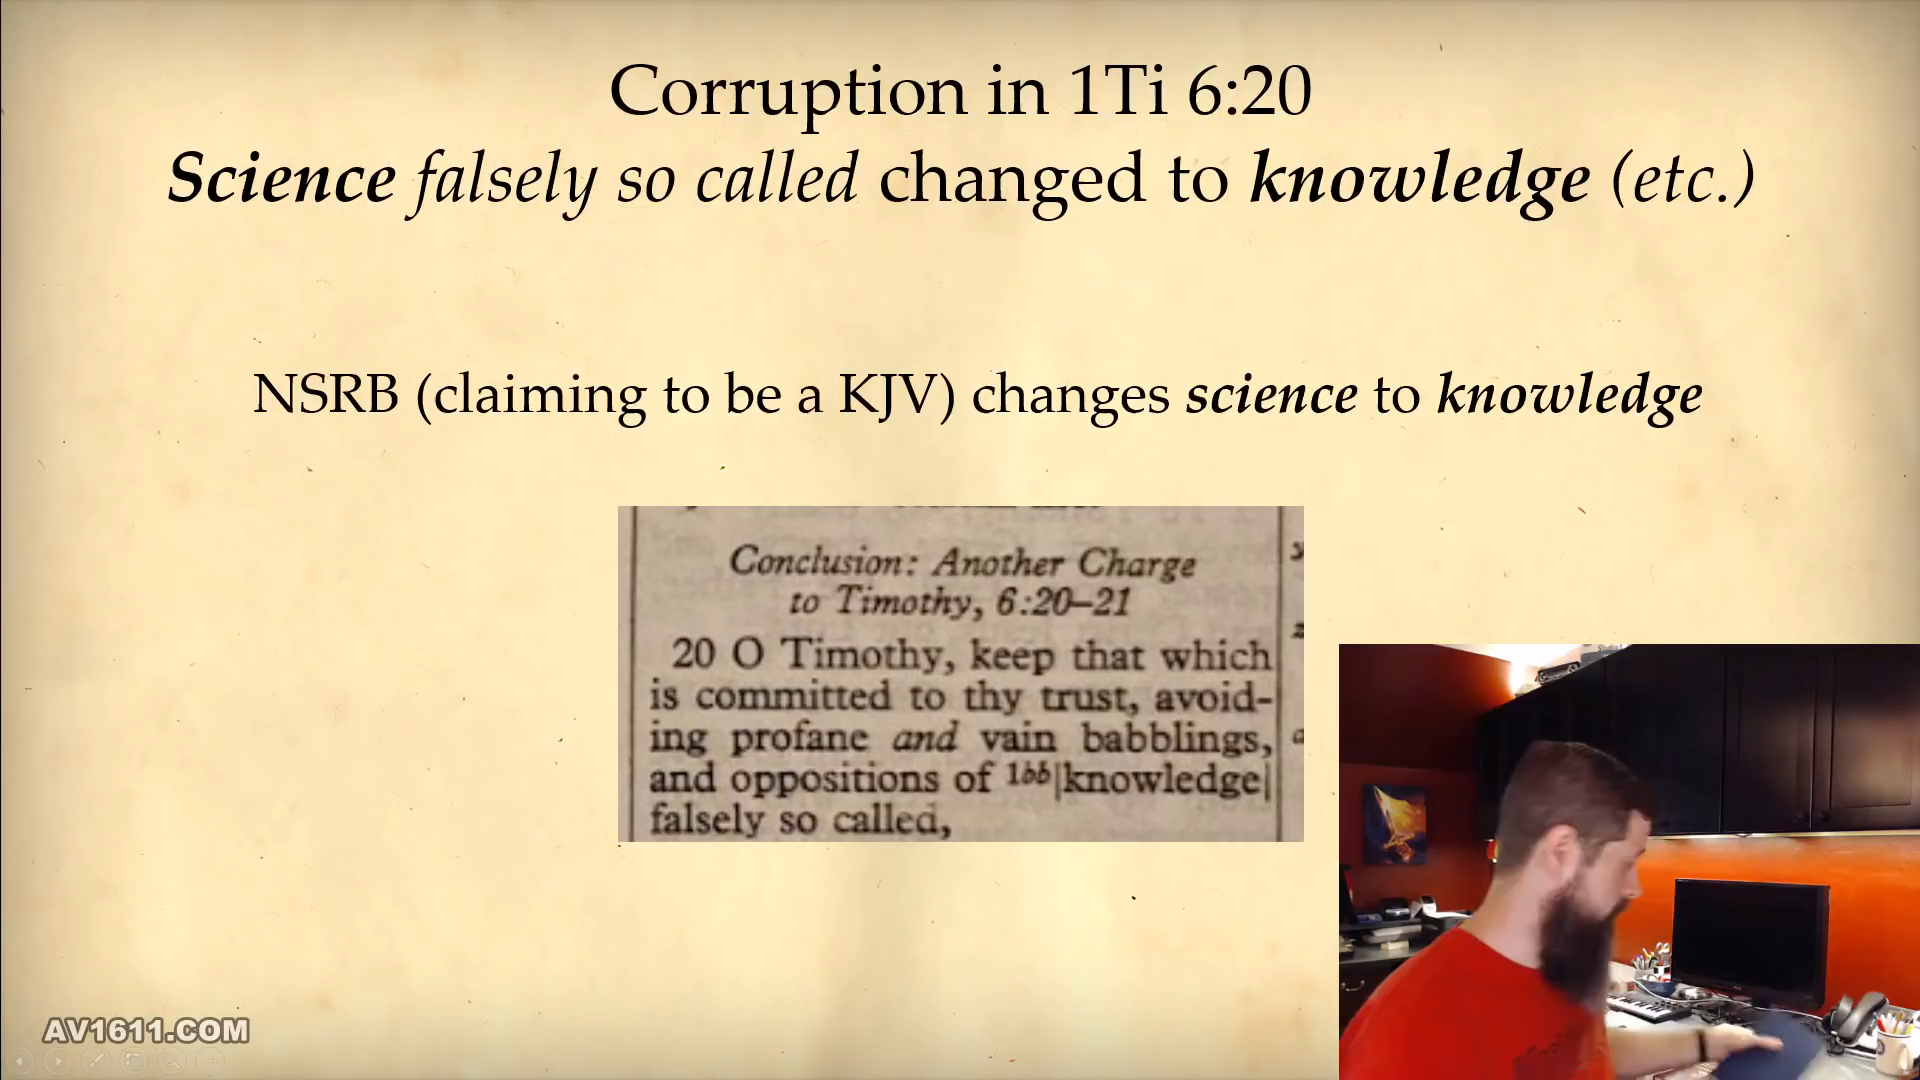 Corruption in 1Ti 6:20
Science falsely so called changed to knowledge (etc.)
NSRB (claiming to be a KJV) changes science to knowledge
Conclusion: Another Charge
to Timothy, 6:20–21
20 O Timothy, keep that which
is committed to thy trust, avoid-
ing profane and vain babblings,
and oppositions of 1bb|knowledge|
falsely so called,
AV1611.COM